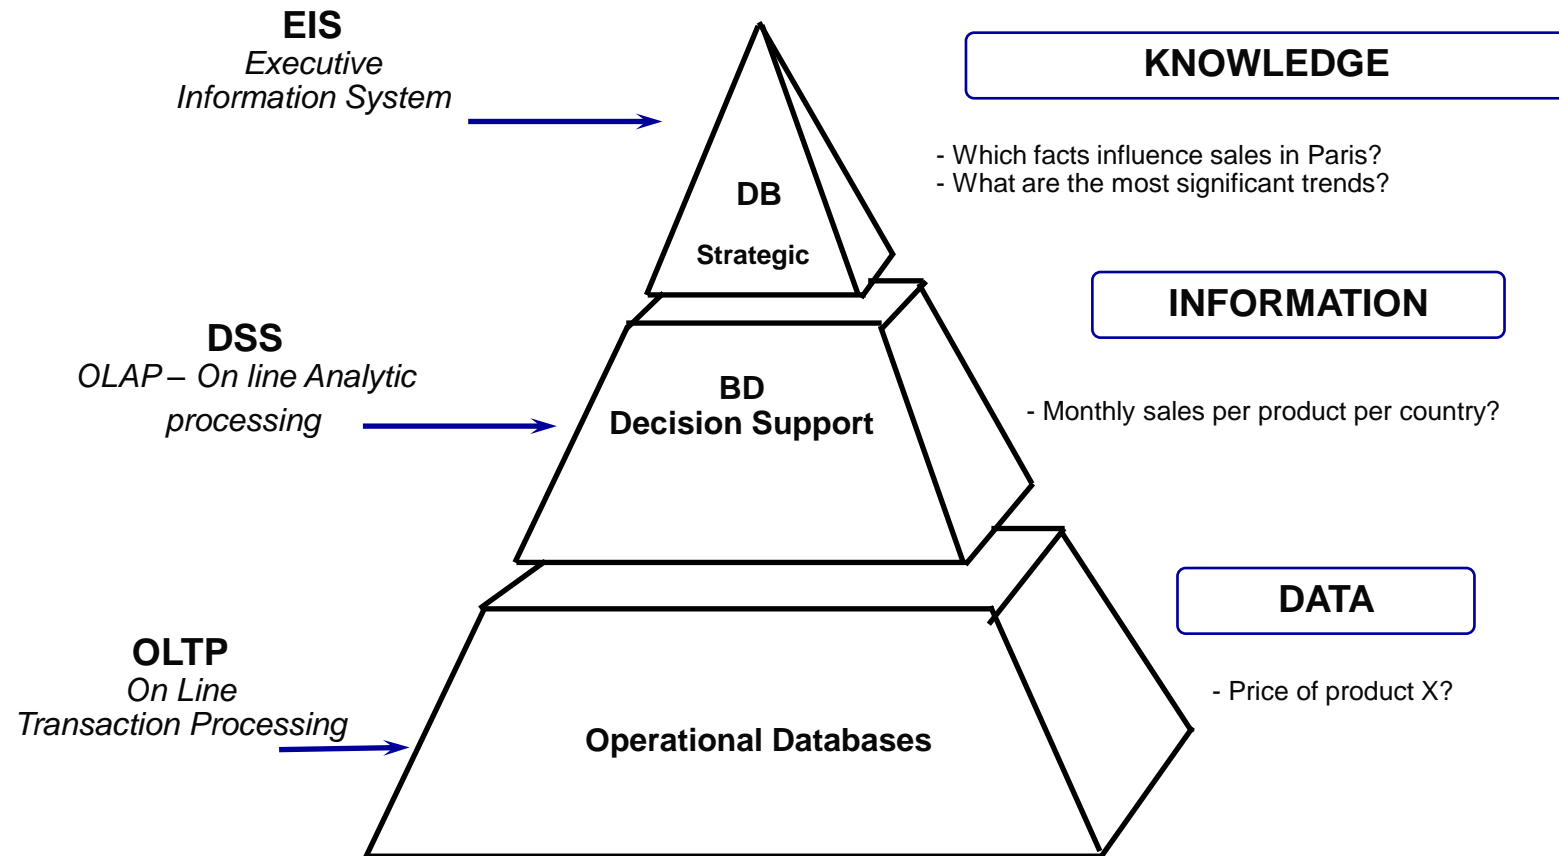 EIS
Executive
Information System
KNOWLEDGE
- Which facts influence sales in Paris?
- What are the most significant trends?
DB
Strategic
DSS
OLAP – On line Analytic
processing
INFORMATION
- Monthly sales per product per country?
BD
Decision Support
OLTP
On Line
Transaction Processing
DATA
- Price of product X?
Operational Databases